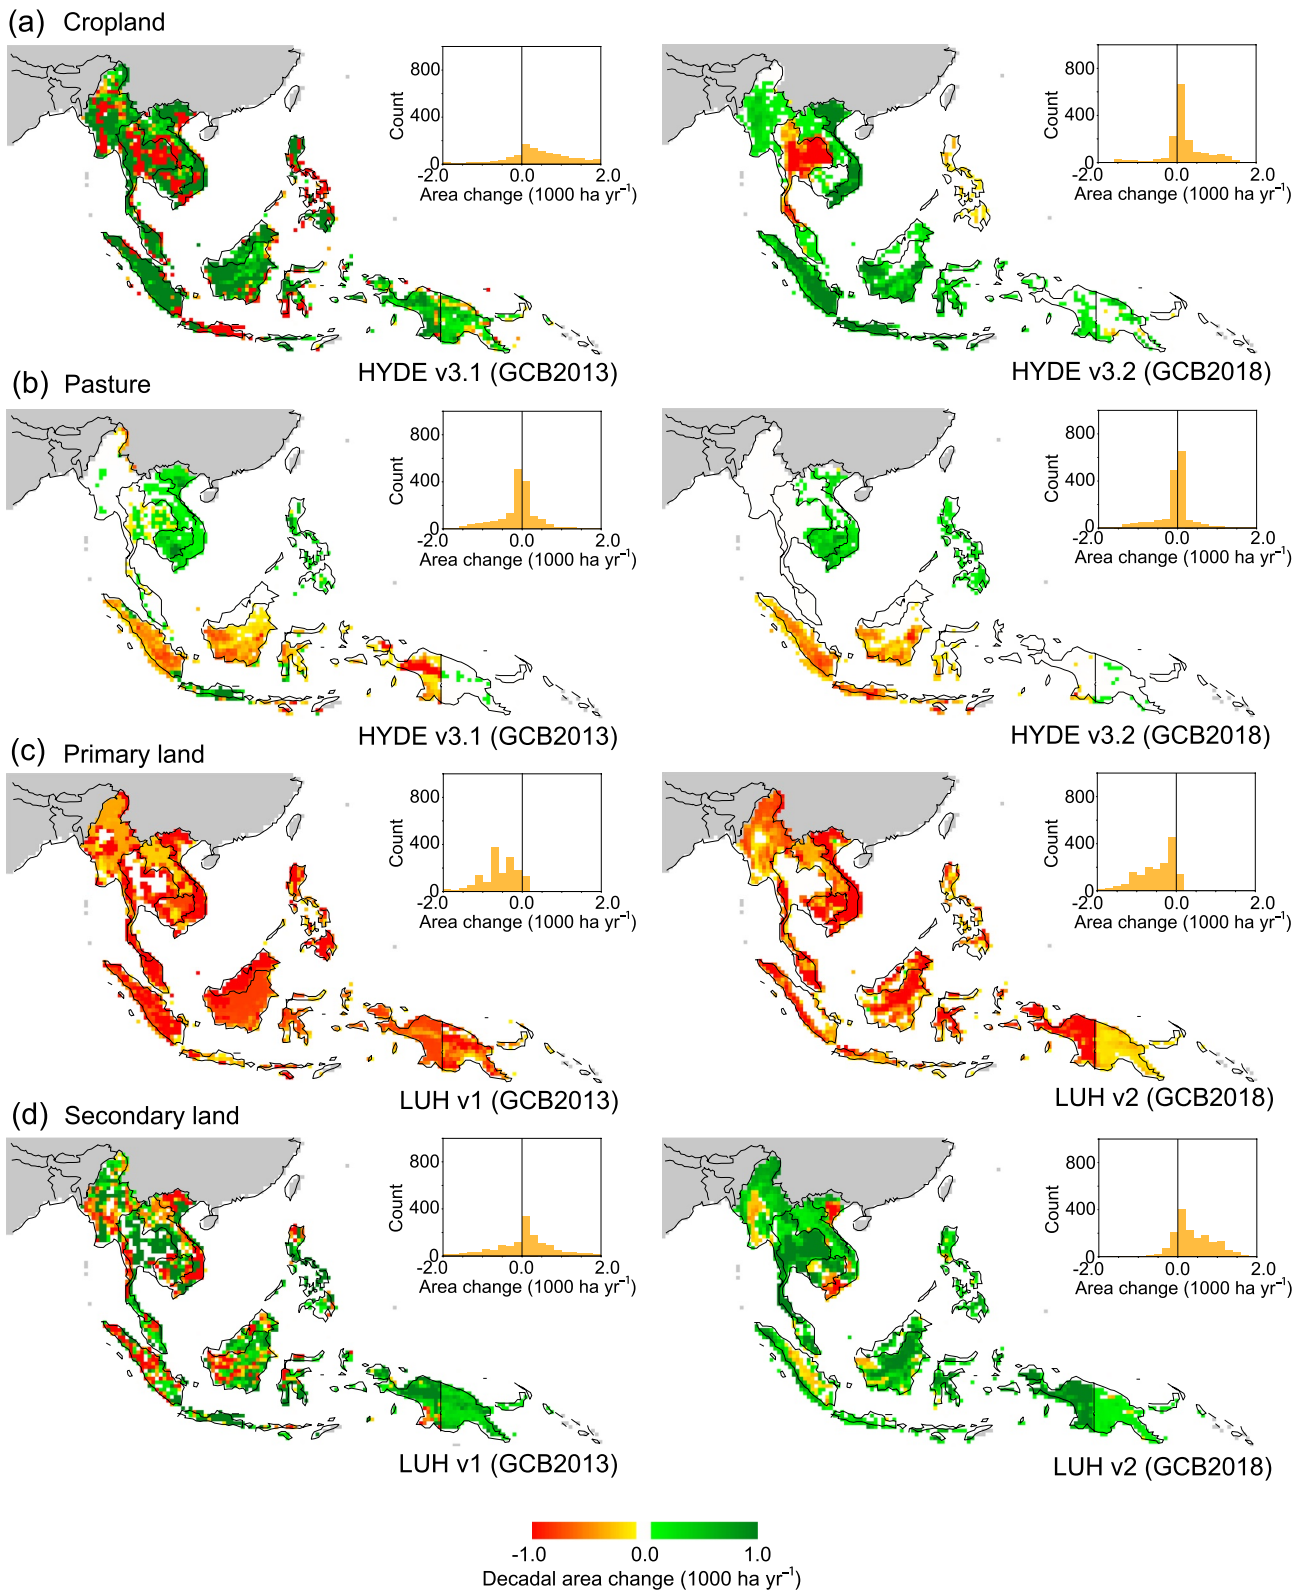 (a) Cropland
800
400
0
Count
-2.0 0.0 2.0
Area change (1000 ha yr⁻¹)
HYDE v3.1 (GCB2013)
800
400
0
Count
-2.0 0.0 2.0
Area change (1000 ha yr⁻¹)
HYDE v3.2 (GCB2018)
(b) Pasture
800
400
0
Count
-2.0 0.0 2.0
Area change (1000 ha yr⁻¹)
HYDE v3.1 (GCB2013)
800
400
0
Count
-2.0 0.0 2.0
Area change (1000 ha yr⁻¹)
HYDE v3.2 (GCB2018)
(c) Primary land
800
400
0
Count
-2.0 0.0 2.0
Area change (1000 ha yr⁻¹)
LUH v1 (GCB2013)
800
400
0
Count
-2.0 0.0 2.0
Area change (1000 ha yr⁻¹)
LUH v2 (GCB2018)
(d) Secondary land
800
400
0
Count
-2.0 0.0 2.0
Area change (1000 ha yr⁻¹)
LUH v1 (GCB2013)
800
400
0
Count
-2.0 0.0 2.0
Area change (1000 ha yr⁻¹)
LUH v2 (GCB2018)
-1.0 0.0 1.0
Decadal area change (1000 ha yr⁻¹)